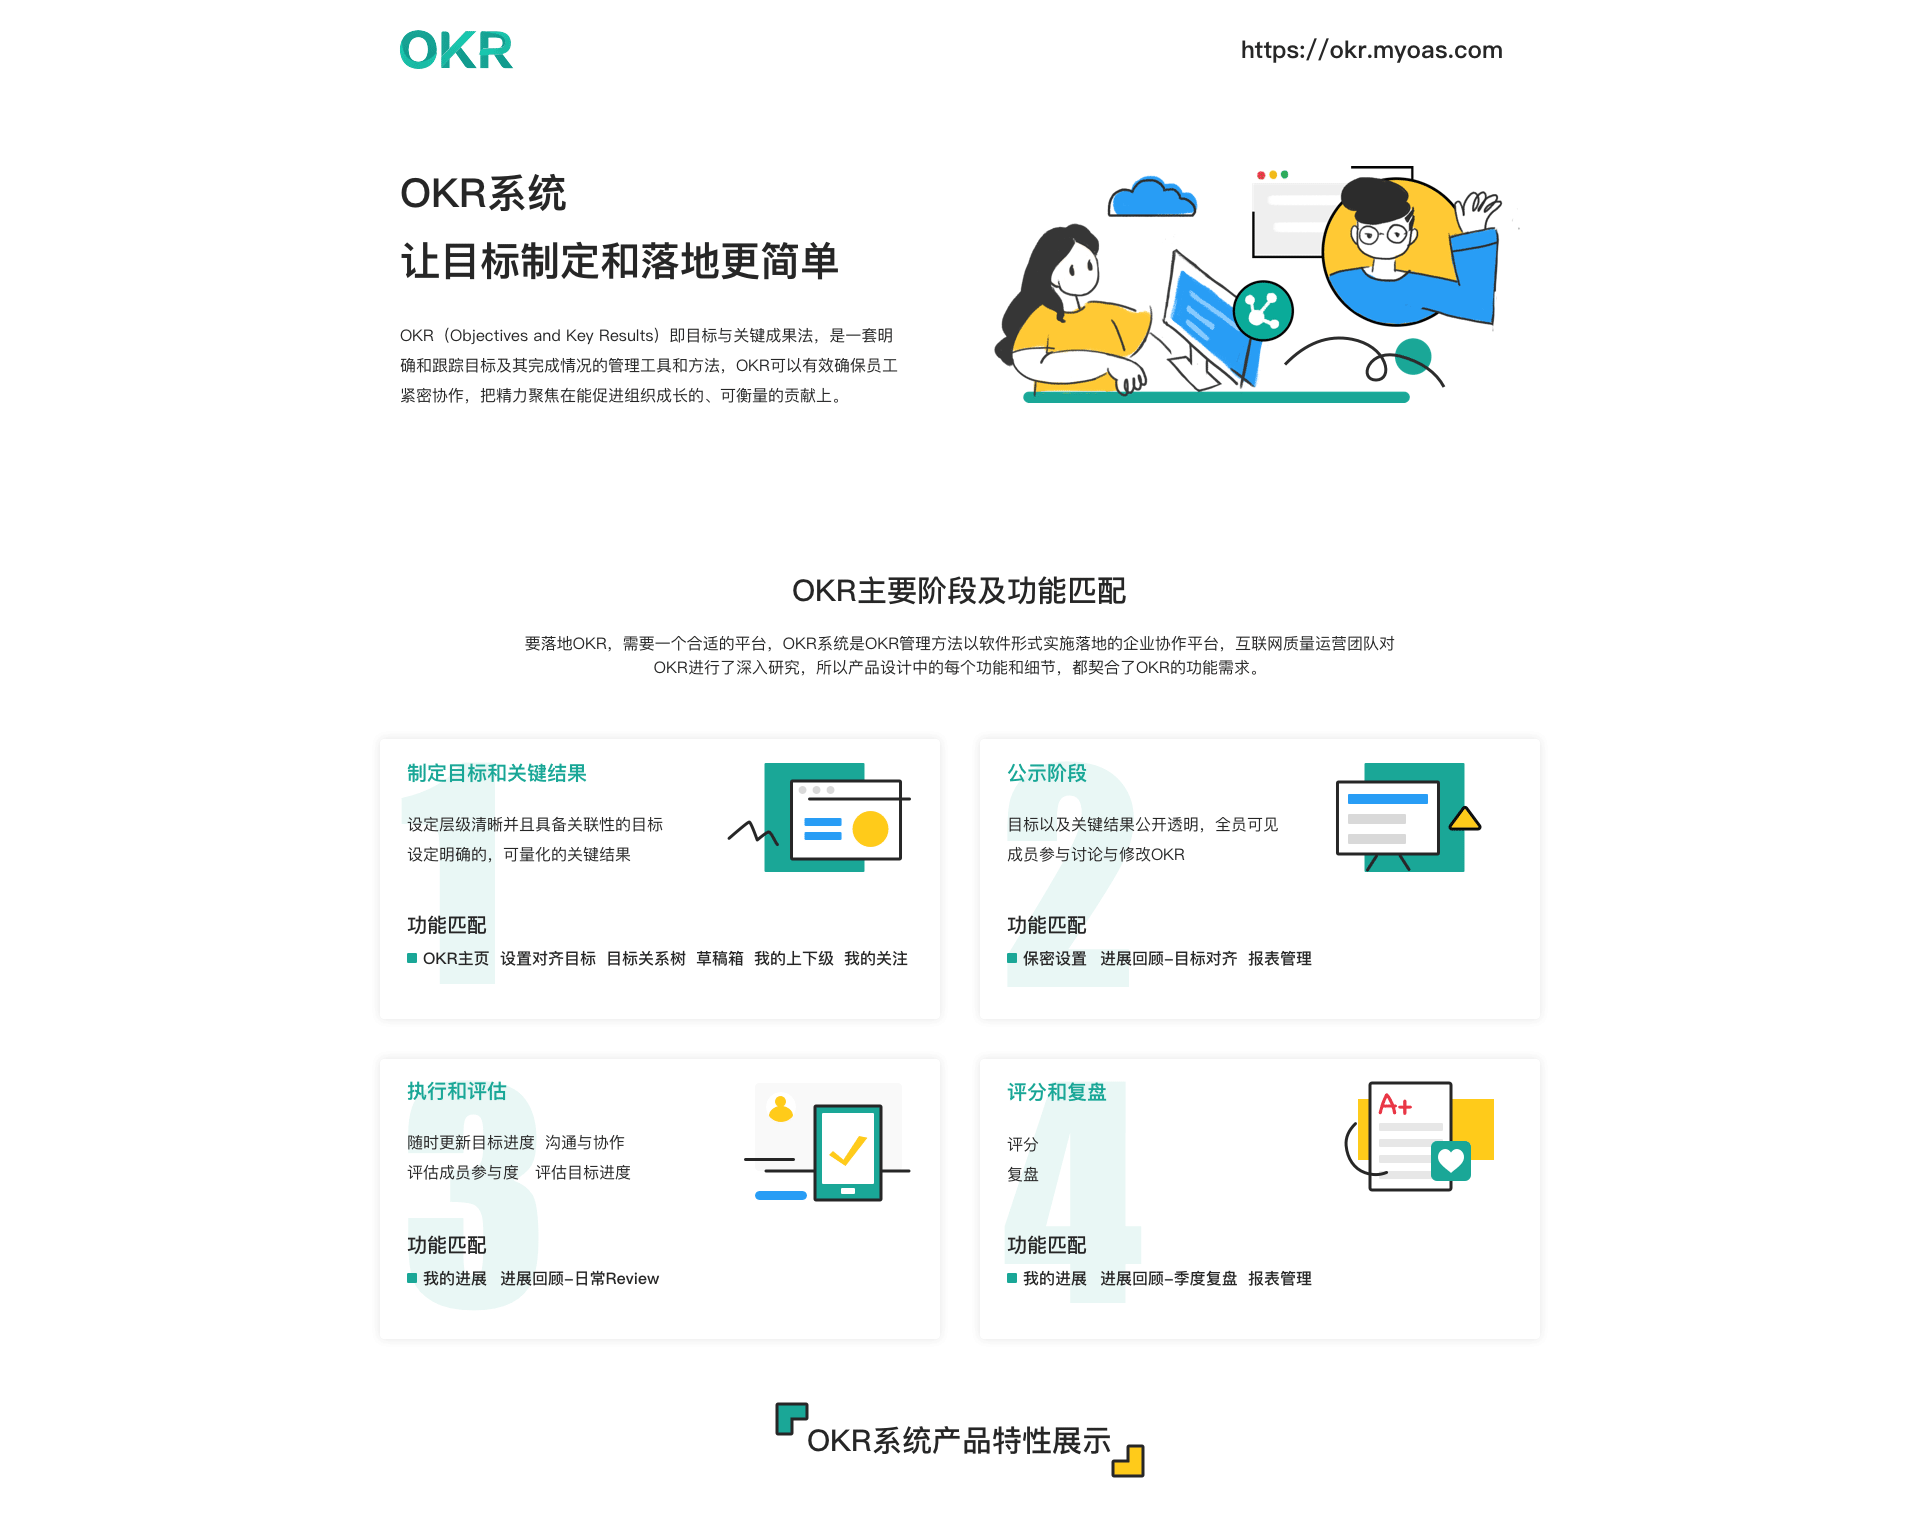 OKR
https://okr.myoas.com
OKR系统
让目标制定和落地更简单
OKR（Objectives and Key Results）即目标与关键成果法，是一套明
确和跟踪目标及其完成情况的管理工具和方法，OKR可以有效确保员工
紧密协作，把精力聚焦在能促进组织成长的、可衡量的贡献上。
OKR主要阶段及功能匹配
要落地OKR，需要一个合适的平台，OKR系统是OKR管理方法以软件形式实施落地的企业协作平台，互联网质量运营团队对
OKR进行了深入研究，所以产品设计中的每个功能和细节，都契合了OKR的功能需求。
1
制定目标和关键结果
设定层级清晰并且具备关联性的目标
设定明确的，可量化的关键结果
功能匹配
OKR主页 设置对齐目标 目标关系树 草稿箱 我的上下级 我的关注
2
公示阶段
目标以及关键结果公开透明，全员可见
成员参与讨论与修改OKR
功能匹配
保密设置 进展回顾-目标对齐 报表管理
3
执行和评估
随时更新目标进度 沟通与协作
评估成员参与度 评估目标进度
功能匹配
我的进展 进展回顾-日常Review
4
评分和复盘
评分
复盘
A+
功能匹配
我的进展 进展回顾-季度复盘 报表管理
OKR系统产品特性展示